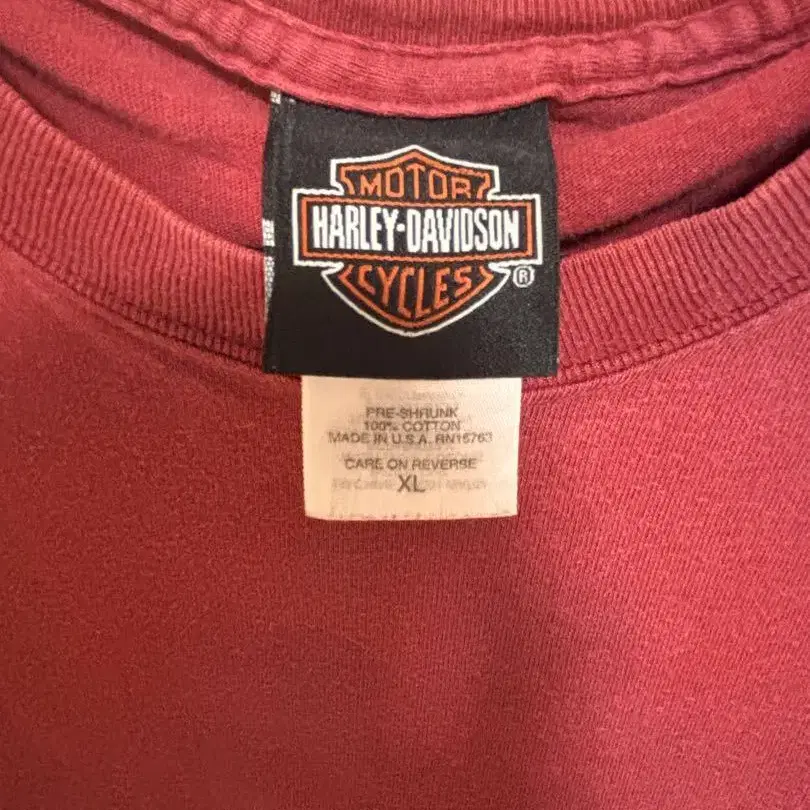 MOTOR
HARLEY-DAVIDSON
CYCLES
®
PRE-SHRUNK
100% COTTON
MADE IN U.S.A. RN15763
CARE ON REVERSE
XL